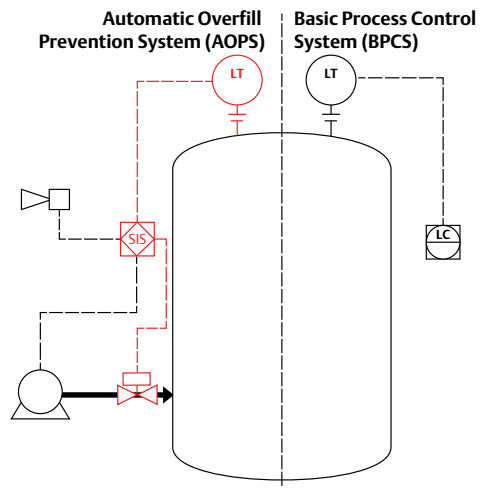 Automatic Overfill
Prevention System (AOPS)
Basic Process Control
System (BPCS)
LT
LT
SIS
LC